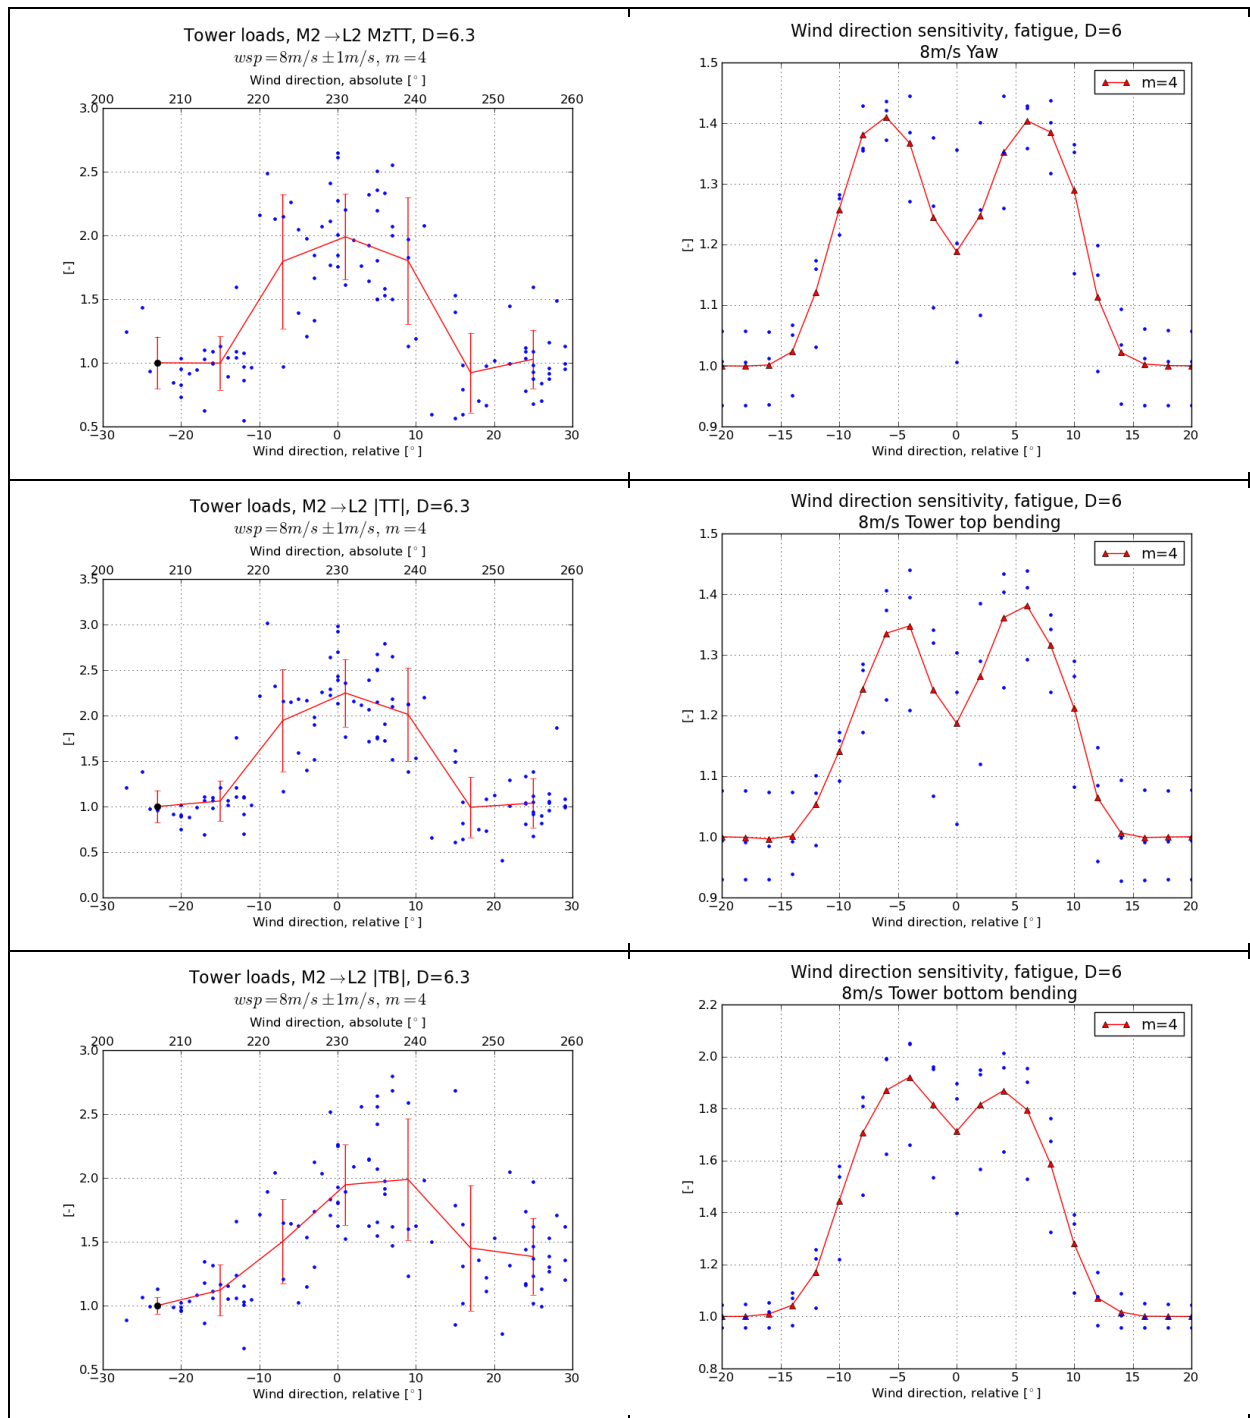 Tower loads, M2→L2 MzTT, D=6.3
wsp=8m/s ±1m/s, m=4
Wind direction, absolute [°]
200 210 220 230 240 250 260
3.0
2.5
2.0
1.5
1.0
0.5
[-]
−30 −20 −10 0 10 20 30
Wind direction, relative [°]
Wind direction sensitivity, fatigue, D=6
8m/s Yaw
m=4
1.5
1.4
1.3
1.2
1.1
1.0
0.9
[-]
−20 −15 −10 −5 0 5 10 15 20
Wind direction, relative [°]
Tower loads, M2→L2 |TT|, D=6.3
wsp=8m/s ±1m/s, m=4
Wind direction, absolute [°]
200 210 220 230 240 250 260
3.5
3.0
2.5
2.0
1.5
1.0
0.5
0.0
[-]
−30 −20 −10 0 10 20 30
Wind direction, relative [°]
Wind direction sensitivity, fatigue, D=6
8m/s Tower top bending
m=4
1.5
1.4
1.3
1.2
1.1
1.0
0.9
[-]
−20 −15 −10 −5 0 5 10 15 20
Wind direction, relative [°]
Tower loads, M2→L2 |TB|, D=6.3
wsp=8m/s ±1m/s, m=4
Wind direction, absolute [°]
200 210 220 230 240 250 260
3.0
2.5
2.0
1.5
1.0
0.5
[-]
−30 −20 −10 0 10 20 30
Wind direction, relative [°]
Wind direction sensitivity, fatigue, D=6
8m/s Tower bottom bending
m=4
2.2
2.0
1.8
1.6
1.4
1.2
1.0
0.8
[-]
−20 −15 −10 −5 0 5 10 15 20
Wind direction, relative [°]